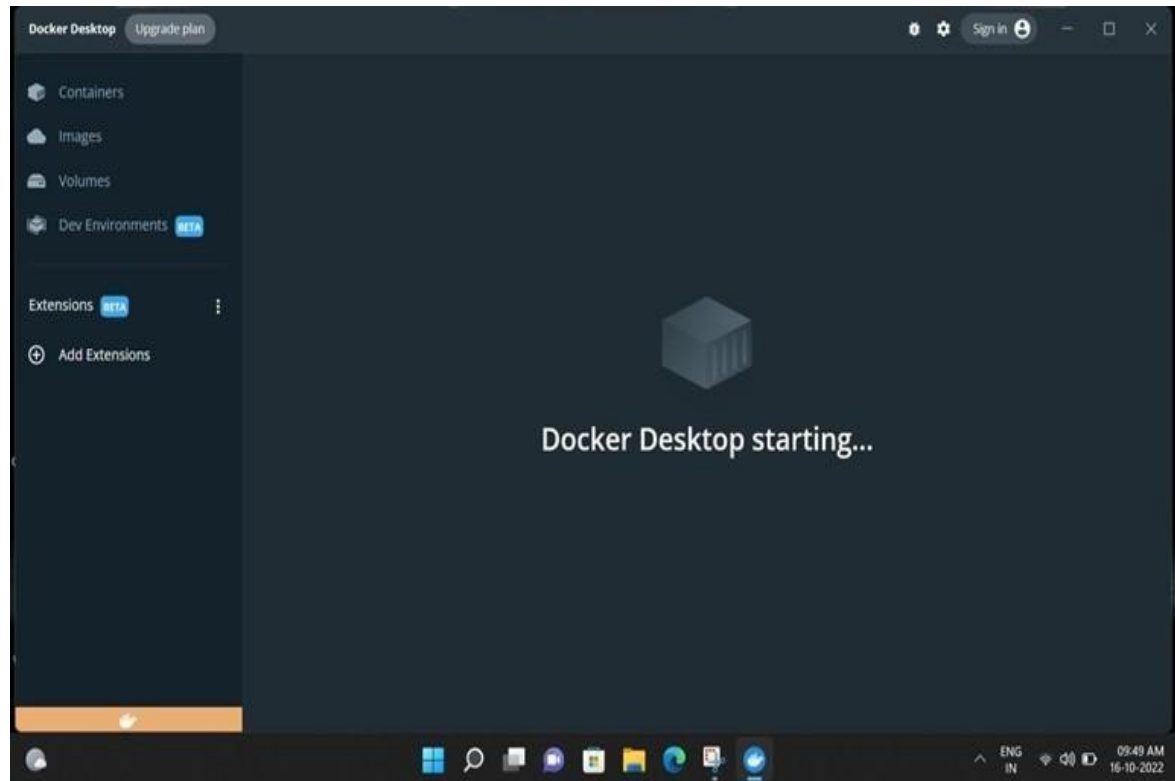 Docker Desktop Upgrade plan Sign in
Containers
Images
Volumes
Dev Environments BETA
Extensions BETA
Add Extensions
Docker Desktop starting...
ENG
IN
09:49 AM
16-10-2022